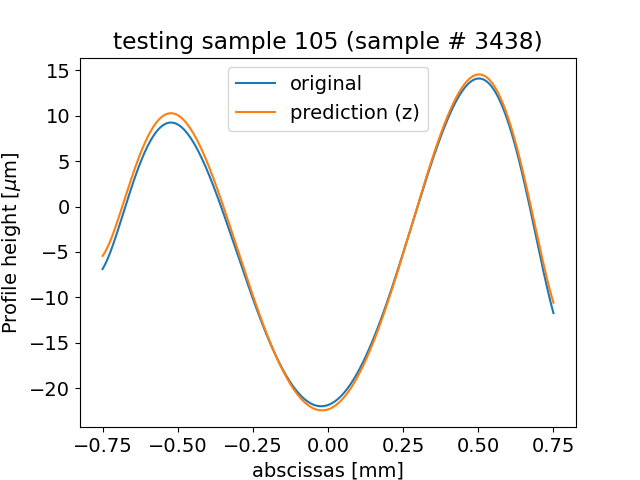 testing sample 105 (sample # 3438)
original
prediction (z)
Profile height [μm]
15
10
5
0
−5
−10
−15
−20
−0.75 −0.50 −0.25 0.00 0.25 0.50 0.75
abscissas [mm]